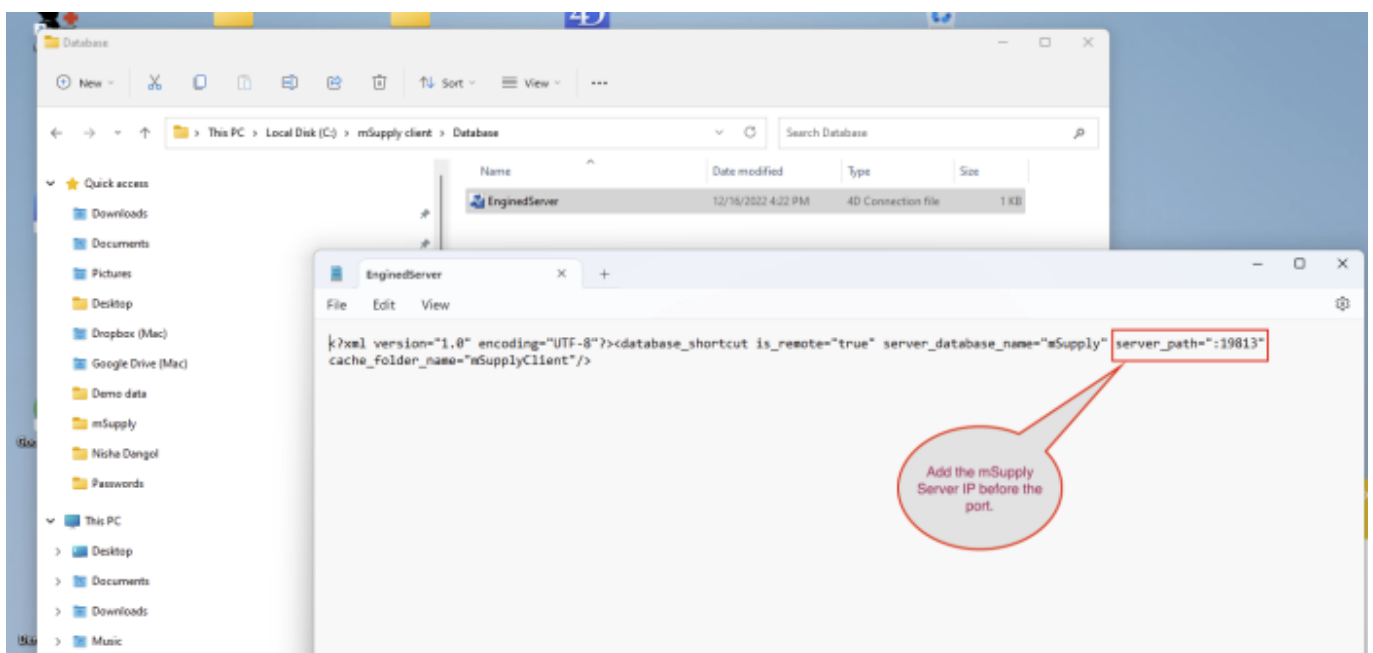 4D
Database
New
Sort
View
This PC > Local Disk (C:) > mSupply client > Database
Search Database
Name
Date modified
Type
Size
Quick access
EnginedServer
12/16/2022 4:22 PM
4D Connection file
1 KB
Downloads
Documents
Pictures
Desktop
Dropbox (Mac)
Google Drive (Mac)
Demo data
mSupply
Nisha Dangol
Passwords
This PC
Desktop
Documents
Downloads
Music
EnginedServer
File Edit View
<?xml version="1.0" encoding="UTF-8"?><database_shortcut is_remote="true" server_database_name="mSupply" server_path=":19813"
cache_folder_name="mSupplyClient"/>
Add the mSupply
Server IP before the
port.